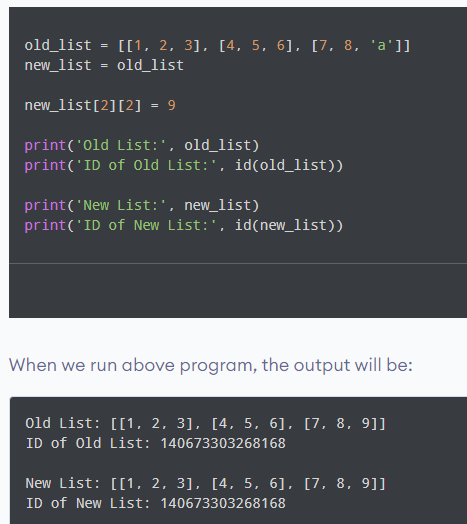 old_list = [[1, 2, 3], [4, 5, 6], [7, 8, 'a']]
new_list = old_list
new_list[2][2] = 9
print('Old List:', old_list)
print('ID of Old List:', id(old_list))
print('New List:', new_list)
print('ID of New List:', id(new_list))
When we run above program, the output will be:
Old List: [[1, 2, 3], [4, 5, 6], [7, 8, 9]]
ID of Old List: 140673303268168
New List: [[1, 2, 3], [4, 5, 6], [7, 8, 9]]
ID of New List: 140673303268168